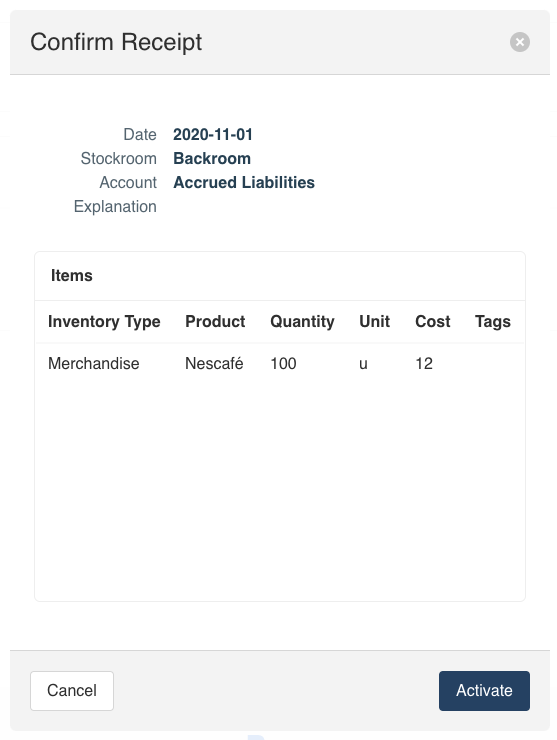 Confirm Receipt
Date 2020-11-01
Stockroom Backroom
Account Accrued Liabilities
Explanation
Items
Inventory Type Product Quantity Unit Cost Tags
Merchandise Nescafé 100 u 12
Cancel Activate